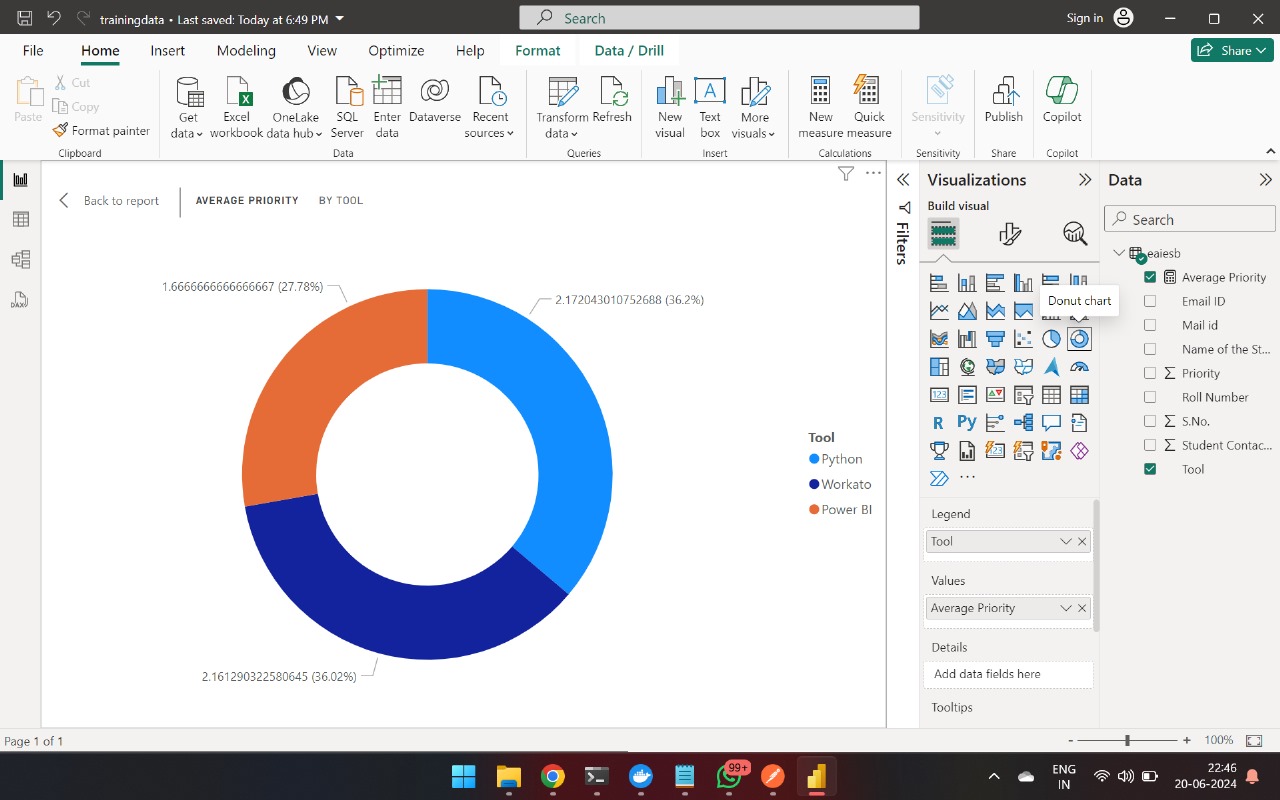 trainingdata • Last saved: Today at 6:49 PM
Search
Sign in
File Home Insert Modeling View Optimize Help Format Data / Drill
Share
Paste
Cut
Copy
Format painter
Clipboard
Get data
Excel workbook
OneLake data hub
SQL Server
Enter data
Dataverse
Recent sources
Data
Transform data
Refresh
Queries
New visual
Text box
More visuals
Insert
New measure
Quick measure
Calculations
Sensitivity
Sensitivity
Publish
Share
Copilot
Copilot
Back to report
AVERAGE PRIORITY BY TOOL
1.6666666666666667 (27.78%)
2.172043010752688 (36.2%)
2.161290322580645 (36.02%)
Tool
Python
Workato
Power BI
Filters
Visualizations
Build visual
Donut chart
123
R Py
Legend
Tool
Values
Average Priority
Details
Add data fields here
Tooltips
Data
Search
eaiesb
Average Priority
Email ID
Mail id
Name of the St...
Priority
Roll Number
S.No.
Student Contac...
Tool
Page 1 of 1
- + 100%
99+
ENG
IN
22:46
20-06-2024